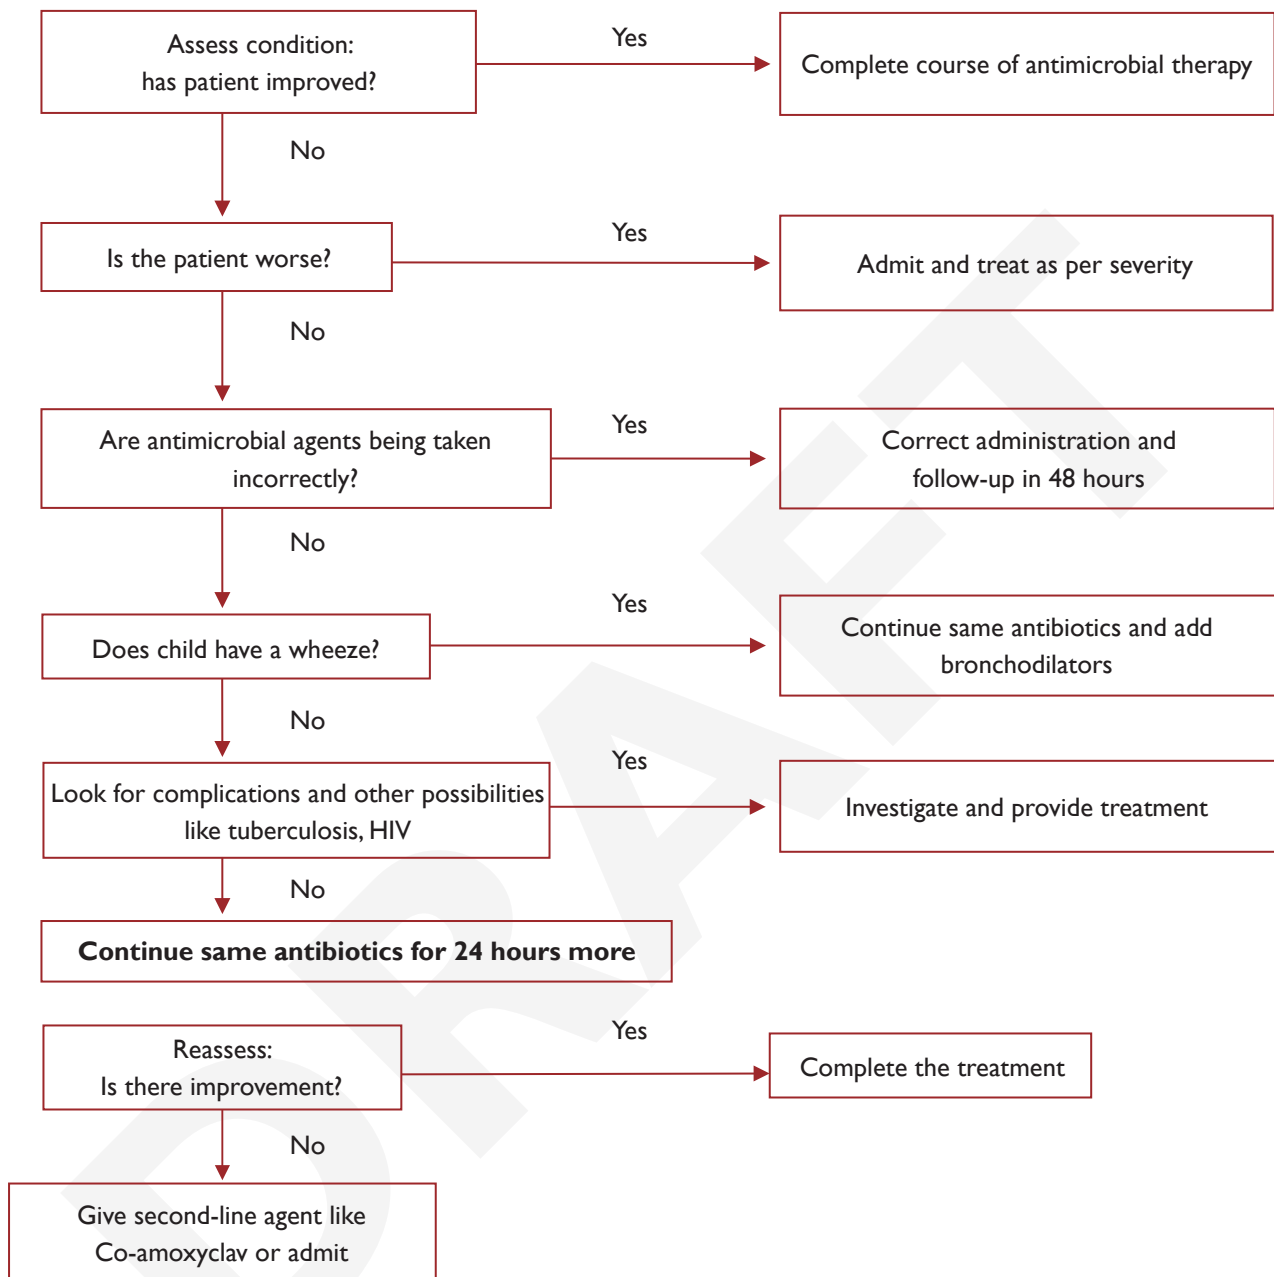 Assess condition:
has patient improved?
Yes
Complete course of antimicrobial therapy
No
Is the patient worse?
Yes
Admit and treat as per severity
No
Are antimicrobial agents being taken
incorrectly?
Yes
Correct administration and
follow-up in 48 hours
No
Does child have a wheeze?
Yes
Continue same antibiotics and add
bronchodilators
No
Look for complications and other possibilities
like tuberculosis, HIV
Yes
Investigate and provide treatment
No
Continue same antibiotics for 24 hours more
Reassess:
Is there improvement?
Yes
Complete the treatment
No
Give second-line agent like
Co-amoxyclav or admit
DRAFT